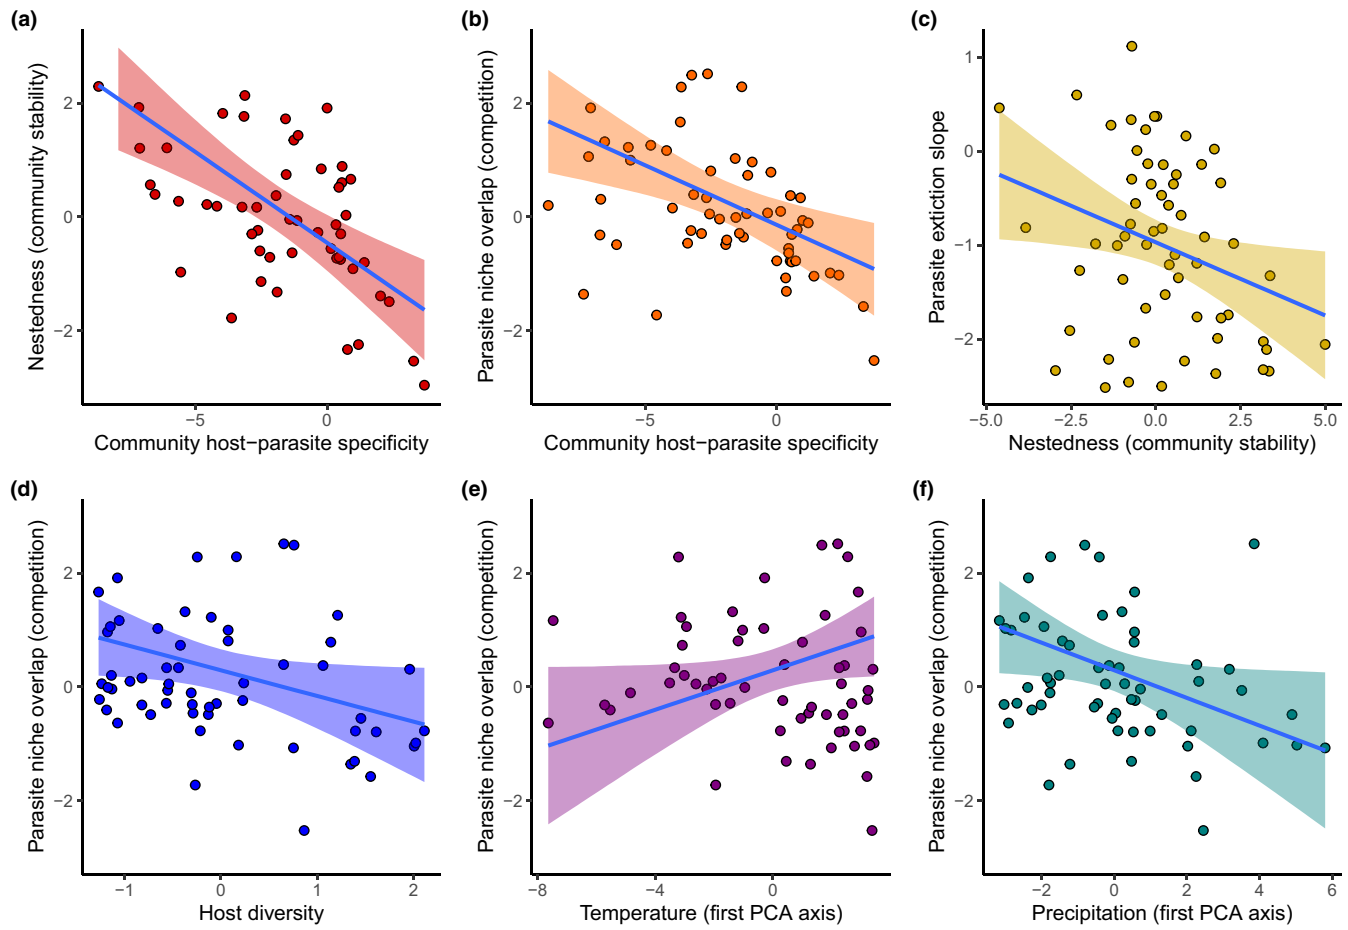 (a)
Nestedness (community stability)
2
0
−2
−5
0
Community host−parasite specificity
(b)
Parasite niche overlap (competition)
2
0
−2
−5
0
Community host−parasite specificity
(c)
Parasite extiction slope
1
0
−1
−2
−5.0
−2.5
0.0
2.5
5.0
Nestedness (community stability)
(d)
Parasite niche overlap (competition)
2
0
−2
−1
0
1
2
Host diversity
(e)
Parasite niche overlap (competition)
2
0
−2
−8
−4
0
Temperature (first PCA axis)
(f)
Parasite niche overlap (competition)
2
0
−2
−2
0
2
4
6
Precipitation (first PCA axis)